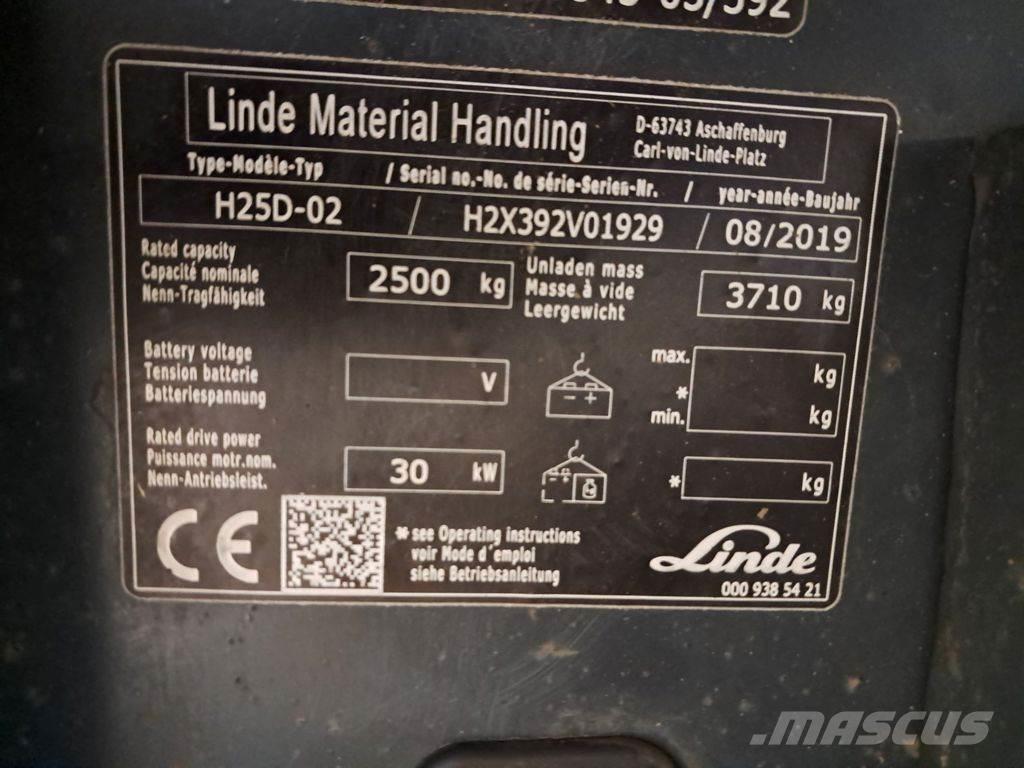 Linde Material Handling
D-63743 Aschaffenburg
Carl-von-Linde-Platz
Type-Modèle-Typ / Serial no.-No. de série-Serien-Nr. / year-année-Baujahr
H25D-02 / H2X392V01929 / 08/2019
Rated capacity
Capacité nominale
Nenn-Tragfähigkeit
2500 kg
Unladen mass
Masse à vide
Leergewicht
3710 kg
Battery voltage
Tension batterie
Batteriespannung
V
- +
max. kg
*
min. kg
Rated drive power
Puissance motr.nom.
Nenn-Antriebsleist.
30 kW
* kg
CE
* see Operating instructions
voir Mode d´emploi
siehe Betriebsanleitung
Linde
000 938 54 21
MASCUS